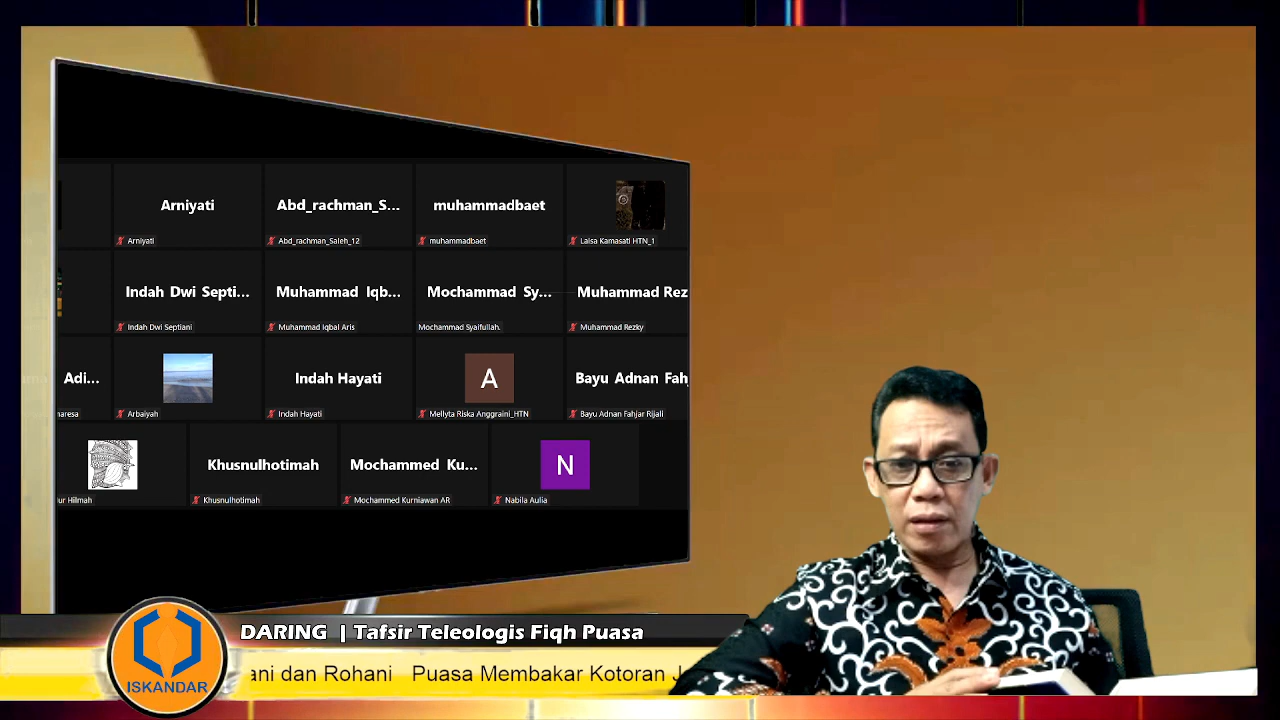 Arniyati
Abd_rachman_S...
muhammadbaet
Arniyati
Abd_rachman_Saleh_12
muhammadbaet
Laisa Kamasati HTN_1
Indah Dwi Septi...
Muhammad Iqb...
Mochammad Sy...
Muhammad Rez
Indah Dwi Septiani
Muhammad Iqbal Aris
Mochammad Syaifullah.
Muhammad Rezky
Adi...
Indah Hayati
A
Bayu Adnan Fah
naresa
Arbaiyah
Indah Hayati
Mellyta Riska Anggraini_HTN
Bayu Adnan Fahjar Rijali
Khusnulhotimah
Mochammed Ku...
N
ur Hilmah
Khusnulhotimah
Mochammed Kurniawan AR
Nabila Aulia
DARING | Tafsir Teleologis Fiqh Puasa
ani dan Rohani Puasa Membakar Kotoran J
ISKANDAR